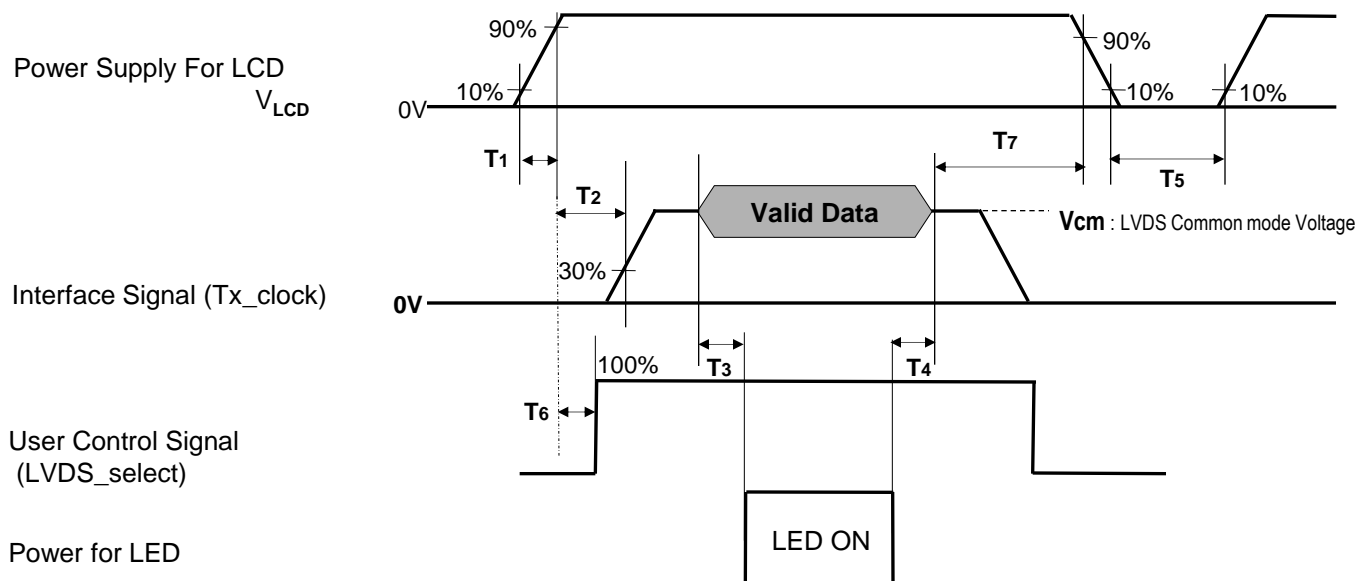 90%
90%
Power Supply For LCD
VLCD
10%
10%
10%
0V
T1
T7
T2
T5
Valid Data
Vcm : LVDS Common mode Voltage
30%
Interface Signal (Tx_clock)
0V
100%
T3
T4
T6
User Control Signal
(LVDS_select)
LED ON
Power for LED